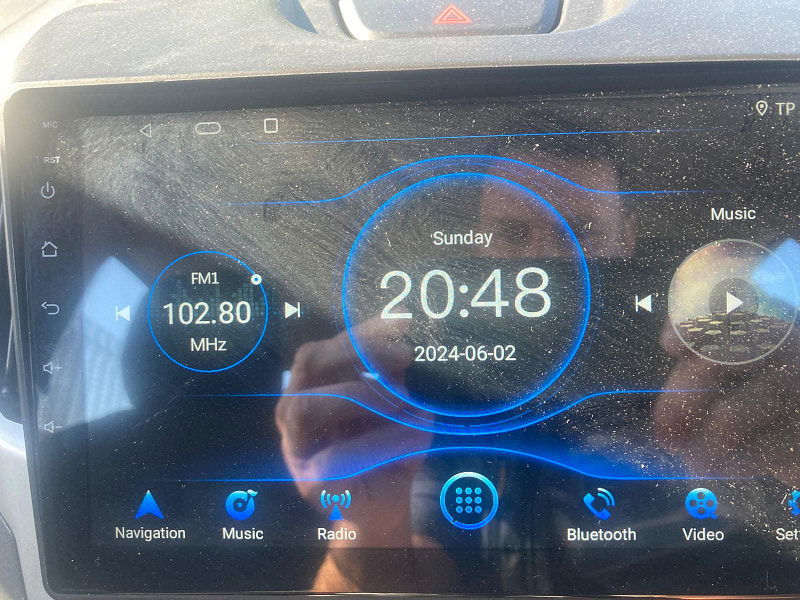 MIC
TP
RST
Music
Sunday
FM1
20:48
102.80
MHz
2024-06-02
Navigation
Music
Radio
Bluetooth
Video
Set